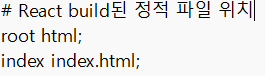 # React build된 정적 파일 위치
root html;
index index.html;